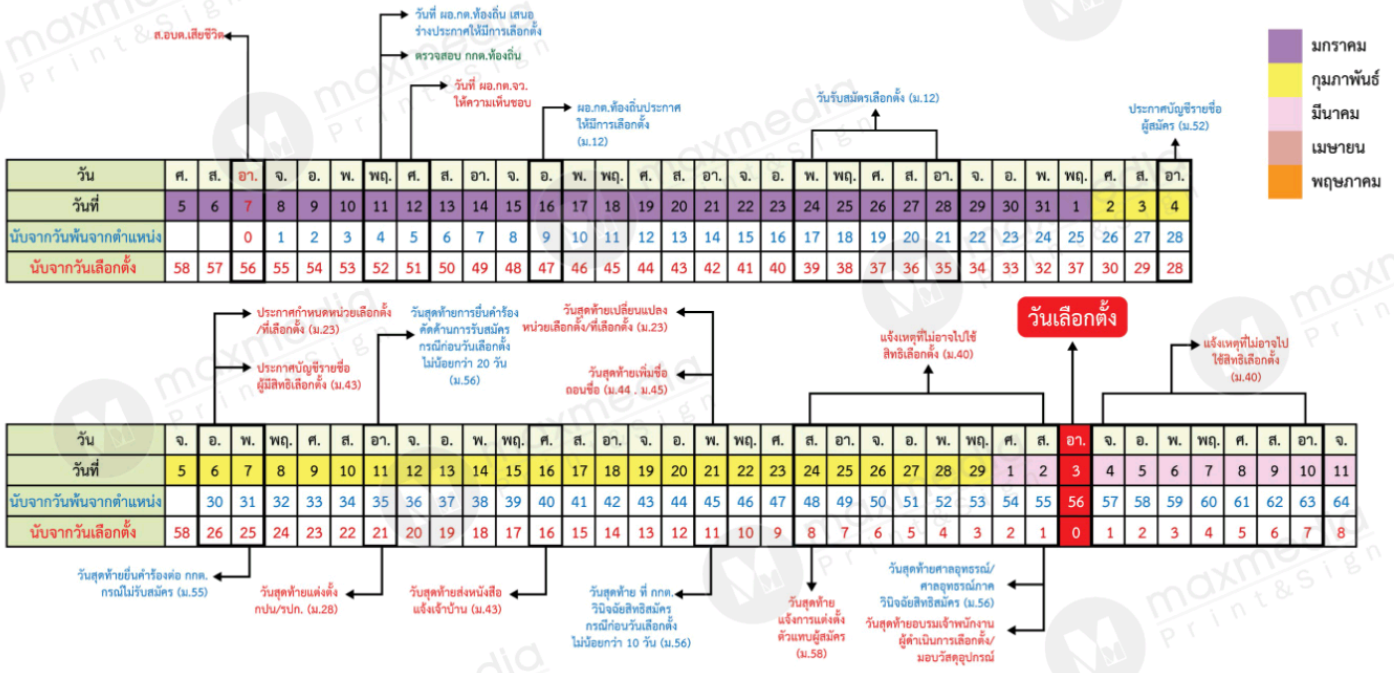 ส.อบต.เสียชีวิต
วันที่ ผอ.กต.ท้องถิ่น เสนอ
ร่างประกาศให้มีการเลือกตั้ง
ตรวจสอบ กกต.ท้องถิ่น
วันที่ ผอ.กต.จว.
ให้ความเห็นชอบ
ผอ.กต.ท้องถิ่นประกาศ
ให้มีการเลือกตั้ง
(ม.12)
วันรับสมัครเลือกตั้ง (ม.12)
ประกาศบัญชีรายชื่อ
ผู้สมัคร (ม.52)
มกราคม
กุมภาพันธ์
มีนาคม
เมษายน
พฤษภาคม
วัน ศ. ส. อา. จ. อ. พ. พฤ. ศ. ส. อา. จ. อ. พ. พฤ. ศ. ส. อา. จ. อ. พ. พฤ. ศ. ส. อา. จ. อ. พ. พฤ. ศ. ส. อา.
วันที่ 5 6 7 8 9 10 11 12 13 14 15 16 17 18 19 20 21 22 23 24 25 26 27 28 29 30 31 1 2 3 4
นับจากวันพ้นจากตำแหน่ง 0 1 2 3 4 5 6 7 8 9 10 11 12 13 14 15 16 17 18 19 20 21 22 23 24 25 26 27 28
นับจากวันเลือกตั้ง 58 57 56 55 54 53 52 51 50 49 48 47 46 45 44 43 42 41 40 39 38 37 36 35 34 33 32 37 30 29 28
ประกาศกำหนดหน่วยเลือกตั้ง
/ที่เลือกตั้ง (ม.23)
ประกาศบัญชีรายชื่อ
ผู้มีสิทธิเลือกตั้ง (ม.43)
วันสุดท้ายการยื่นคำร้อง
คัดค้านการรับสมัคร
กรณีก่อนวันเลือกตั้ง
ไม่น้อยกว่า 20 วัน
(ม.56)
วันสุดท้ายเปลี่ยนแปลง
หน่วยเลือกตั้ง/ที่เลือกตั้ง (ม.23)
วันสุดท้ายเพิ่มชื่อ
ถอนชื่อ (ม.44 . ม.45)
แจ้งเหตุที่ไม่อาจไปใช้
สิทธิเลือกตั้ง (ม.40)
วันเลือกตั้ง
แจ้งเหตุที่ไม่อาจไป
ใช้สิทธิเลือกตั้ง
(ม.40)
วัน จ. อ. พ. พฤ. ศ. ส. อา. จ. อ. พ. พฤ. ศ. ส. อา. จ. อ. พ. พฤ. ศ. ส. อา. จ. อ. พ. พฤ. ศ. ส. อา. จ. อ. พ. พฤ. ศ. ส. อา. จ.
วันที่ 5 6 7 8 9 10 11 12 13 14 15 16 17 18 19 20 21 22 23 24 25 26 27 28 29 1 2 3 4 5 6 7 8 9 10 11
นับจากวันพ้นจากตำแหน่ง 30 31 32 33 34 35 36 37 38 39 40 41 42 43 44 45 46 47 48 49 50 51 52 53 54 55 56 57 58 59 60 61 62 63 64
นับจากวันเลือกตั้ง 58 26 25 24 23 22 21 20 19 18 17 16 15 14 13 12 11 10 9 8 7 6 5 4 3 2 1 0 1 2 3 4 5 6 7 8
วันสุดท้ายยื่นคำร้องต่อ กกต.
กรณีไม่รับสมัคร (ม.55)
วันสุดท้ายแต่งตั้ง
กปน/รปภ. (ม.28)
วันสุดท้ายส่งหนังสือ
แจ้งเจ้าบ้าน (ม.43)
วันสุดท้าย ที่ กกต.
วินิจฉัยสิทธิสมัคร
กรณีก่อนวันเลือกตั้ง
ไม่น้อยกว่า 10 วัน (ม.56)
วันสุดท้าย
แจ้งการแต่งตั้ง
ตัวแทนผู้สมัคร
(ม.58)
วันสุดท้ายศาลอุทธรณ์/
ศาลอุทธรณ์ภาค
วินิจฉัยสิทธิสมัคร (ม.56)
วันสุดท้ายอบรมเจ้าพนักงาน
ผู้ดำเนินการเลือกตั้ง/
มอบวัสดุอุปกรณ์
maxmedia
Print&Sign